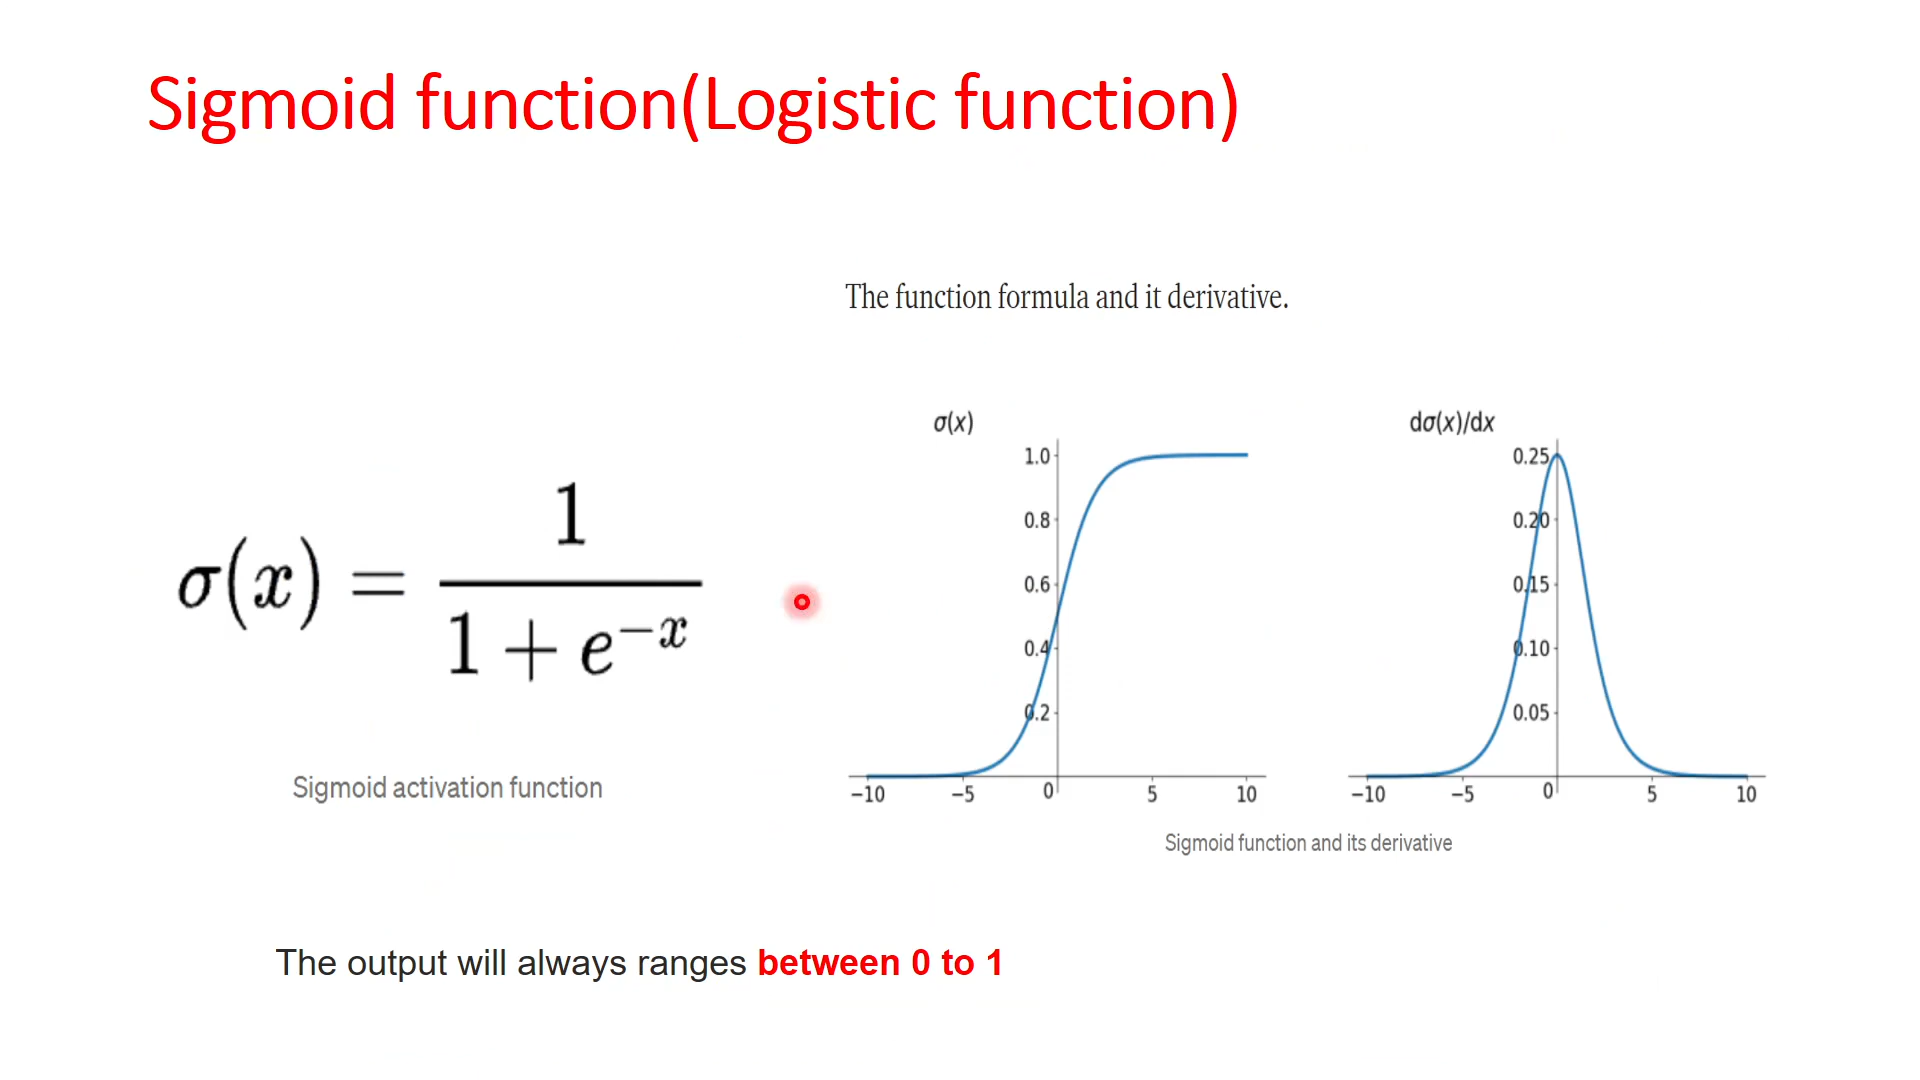 Sigmoid function(Logistic function)
The function formula and it derivative.
σ(x) = 1 / (1 + e^{-x})
Sigmoid activation function
σ(x)
1.0
0.8
0.6
0.4
0.2
−10 −5 0 5 10
dσ(x)/dx
0.25
0.20
0.15
0.10
0.05
−10 −5 0 5 10
Sigmoid function and its derivative
The output will always ranges between 0 to 1